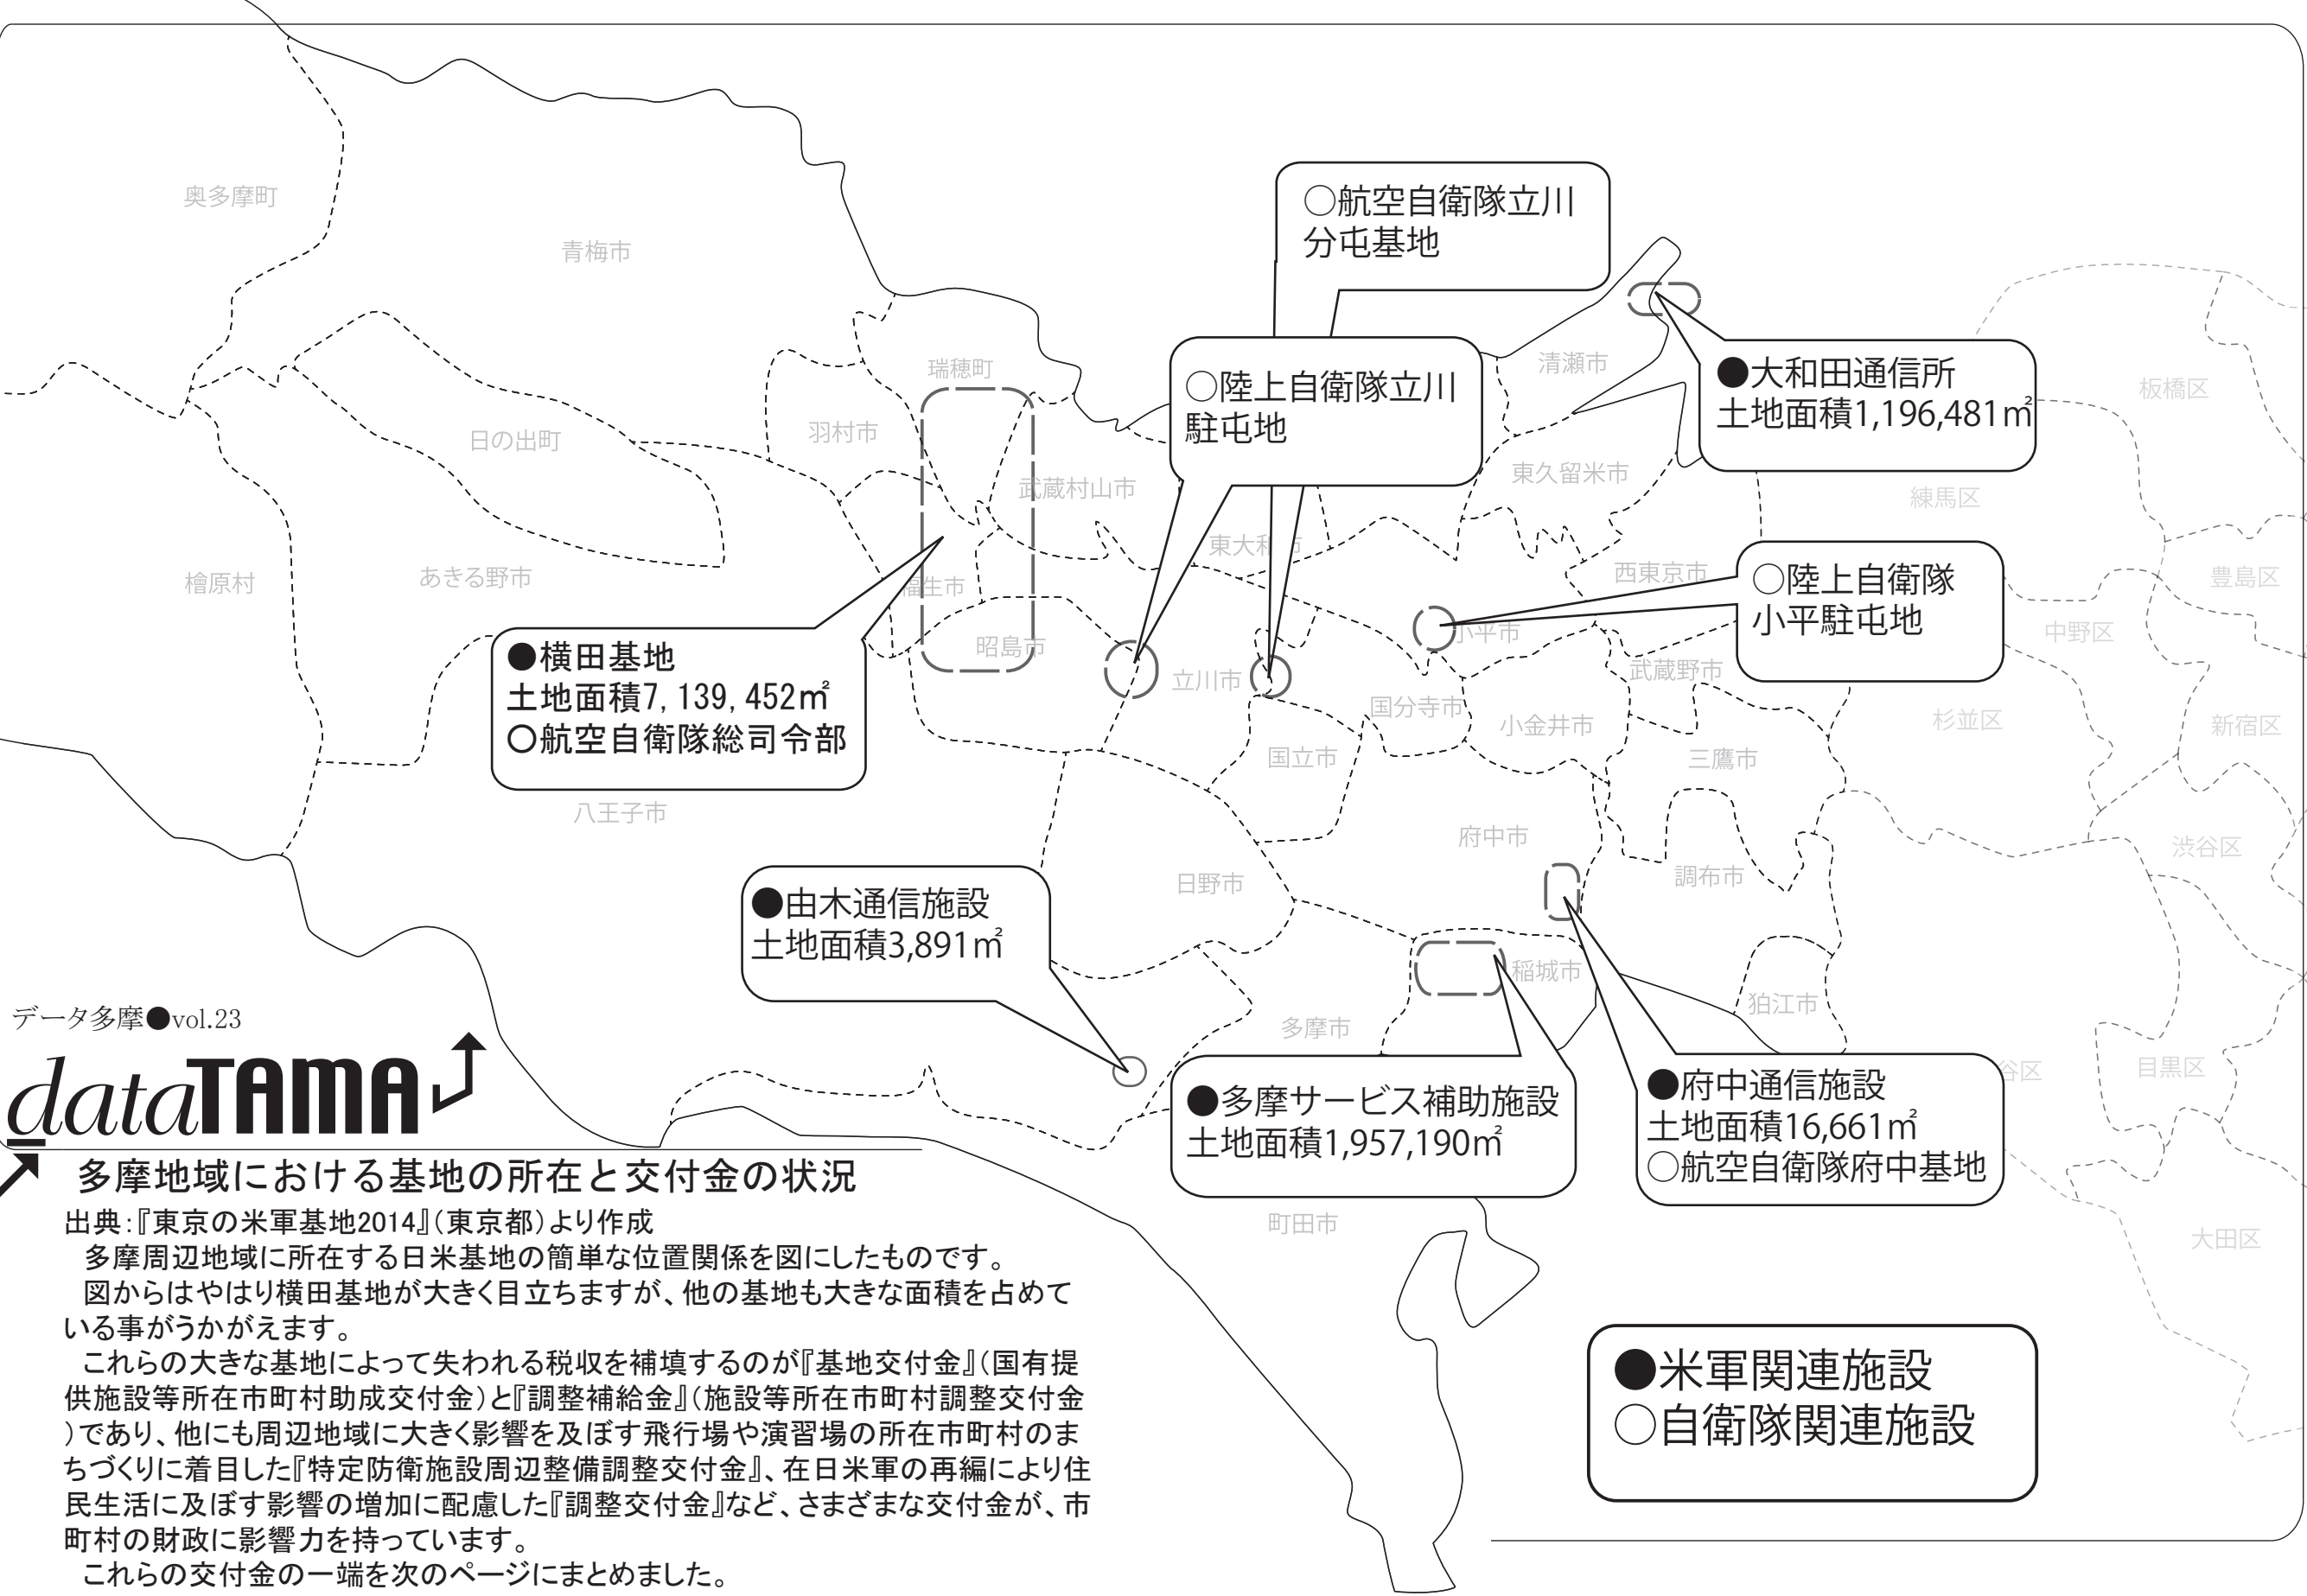 奥多摩町
青梅市
○航空自衛隊立川
分屯基地
瑞穂町
清瀬市
○陸上自衛隊立川
駐屯地
●大和田通信所
土地面積1,196,481㎡
板橋区
日の出町
羽村市
武蔵村山市
東久留米市
練馬区
檜原村
あきる野市
福生市
東大和市
西東京市
○陸上自衛隊
小平駐屯地
豊島区
昭島市
小平市
中野区
●横田基地
土地面積7,139,452㎡
○航空自衛隊総司令部
立川市
国分寺市
武蔵野市
小金井市
杉並区
新宿区
国立市
三鷹市
八王子市
府中市
渋谷区
日野市
調布市
●由木通信施設
土地面積3,891㎡
稲城市
狛江市
多摩市
谷区
目黒区
●多摩サービス補助施設
土地面積1,957,190㎡
●府中通信施設
土地面積16,661㎡
○航空自衛隊府中基地
町田市
大田区
データ多摩●vol.23
dataTAMA
多摩地域における基地の所在と交付金の状況
出典：『東京の米軍基地2014』（東京都）より作成
多摩周辺地域に所在する日米基地の簡単な位置関係を図にしたものです。
図からはやはり横田基地が大きく目立ちますが、他の基地も大きな面積を占めて
いる事がうかがえます。
これらの大きな基地によって失われる税収を補填するのが『基地交付金』（国有提
供施設等所在市町村助成交付金）と『調整補給金』（施設等所在市町村調整交付金
）であり、他にも周辺地域に大きく影響を及ぼす飛行場や演習場の所在市町村のま
ちづくりに着目した『特定防衛施設周辺整備調整交付金』、在日米軍の再編により住
民生活に及ぼす影響の増加に配慮した『調整交付金』など、さまざまな交付金が、市
町村の財政に影響力を持っています。
これらの交付金の一端を次のページにまとめました。
●米軍関連施設
○自衛隊関連施設